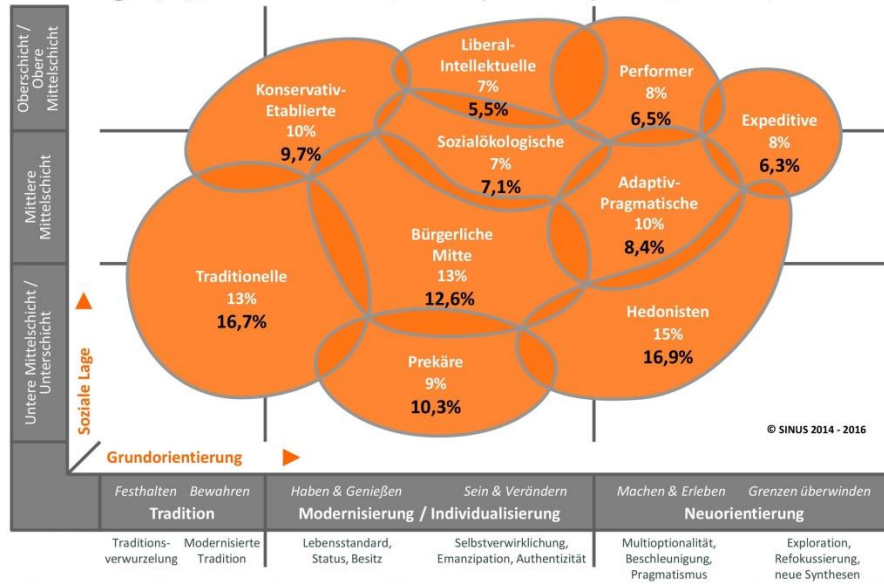 Oberschicht /
Obere
Mittelschicht
Mittlere
Mittelschicht
Untere Mittelschicht /
Unterschicht
Soziale Lage
Konservativ-
Etablierte
10%
9,7%
Liberal-
Intellektuelle
7%
5,5%
Performer
8%
6,5%
Expeditive
8%
6,3%
Sozialökologische
7%
7,1%
Adaptiv-
Pragmatische
10%
8,4%
Traditionelle
13%
16,7%
Bürgerliche
Mitte
13%
12,6%
Hedonisten
15%
16,9%
Prekäre
9%
10,3%
© SINUS 2014 - 2016
Grundorientierung
Festhalten Bewahren
Tradition
Haben & Genießen Sein & Verändern
Modernisierung / Individualisierung
Machen & Erleben Grenzen überwinden
Neuorientierung
Traditions-
verwurzelung
Modernisierte
Tradition
Lebensstandard,
Status, Besitz
Selbstverwirklichung,
Emanzipation, Authentizität
Multioptionalität,
Beschleunigung,
Pragmatismus
Exploration,
Refokussierung,
neue Synthesen